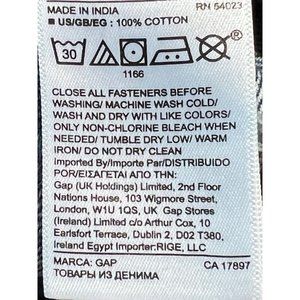 MADE IN INDIA RN 54023
■ US/GB/EG : 100% COTTON
30
1166
CLOSE ALL FASTENERS BEFORE
WASHING/ MACHINE WASH COLD/
WASH AND DRY WITH LIKE COLORS/
ONLY NON-CHLORINE BLEACH WHEN
NEEDED/ TUMBLE DRY LOW/ WARM
IRON/ DO NOT DRY CLEAN
Imported By/Importado Par/DISTRIBUIDO
POR/ΕΙΣΑΓΕΤΑΙ ΑΠΟ ΤΗΝ:
Gap (UK Holdings) Limited, 2nd Floor
Nations House, 103 Wigmore Street,
London, W1U 1QS, UK Gap Stores
(Ireland) Limited c/o Arthur Cox, 10
Earlsfort Terrace, Dublin 2, D02 T380,
Ireland Egypt Importer:RIGE, LLC
MARCA: GAP CA 17897
ТОВАРЫ ИЗ ДЕНИМА